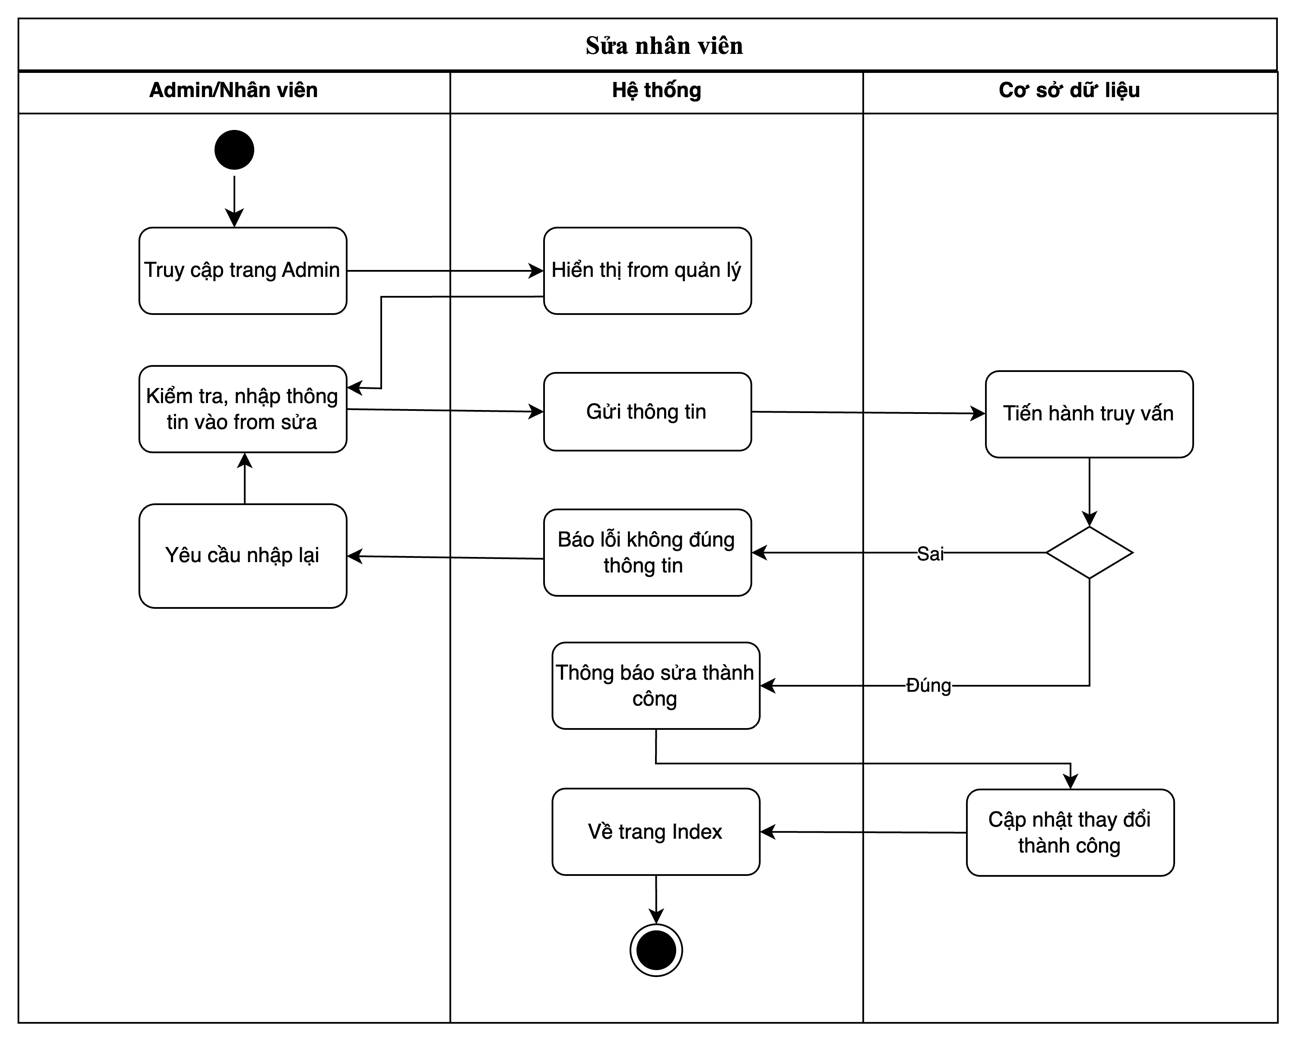 Sửa nhân viên
Admin/Nhân viên
Hệ thống
Cơ sở dữ liệu
Truy cập trang Admin
Hiển thị from quản lý
Kiểm tra, nhập thông
tin vào from sửa
Gửi thông tin
Tiến hành truy vấn
Yêu cầu nhập lại
Báo lỗi không đúng
thông tin
Sai
Thông báo sửa thành
công
Đúng
Về trang Index
Cập nhật thay đổi
thành công